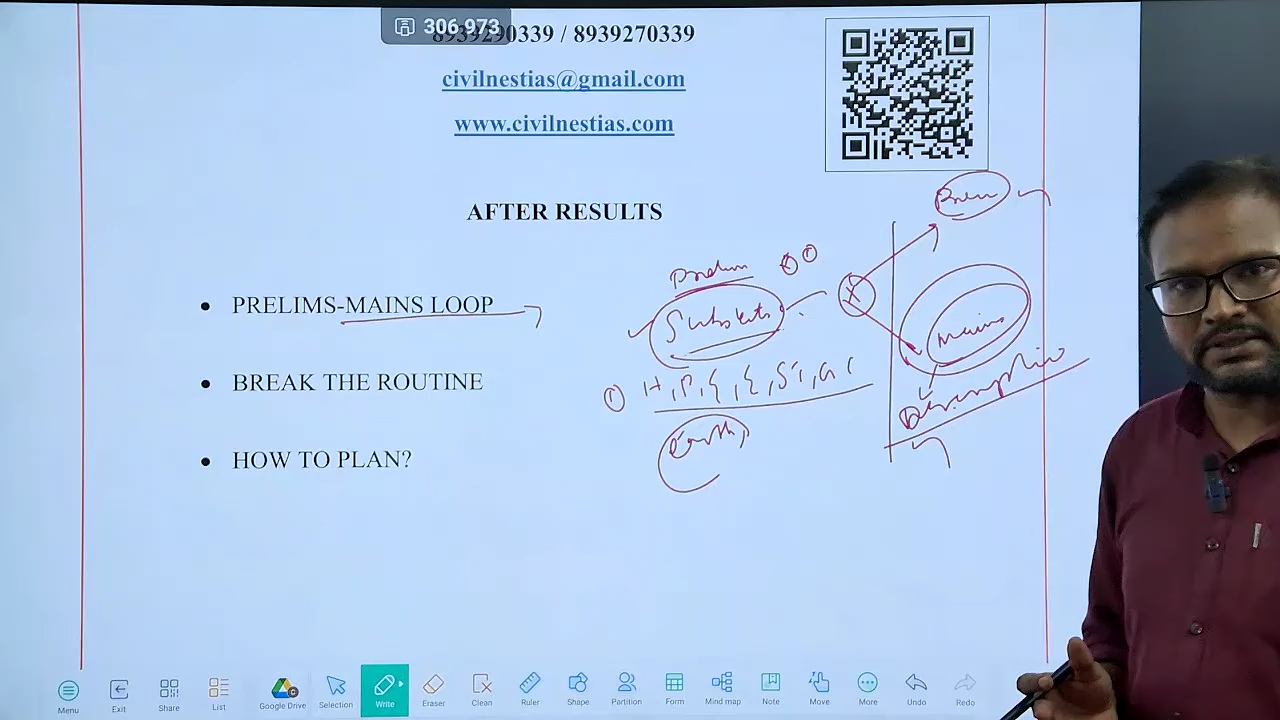 306,973
8939290339 / 8939270339
civilnestias@gmail.com
www.civilnestias.com
AFTER RESULTS
Prelim
• PRELIMS-MAINS LOOP
mains
• BREAK THE ROUTINE
• HOW TO PLAN?
Menu Exit Share List Google Drive Selection Write Eraser Clean Ruler Shape Partition Form Mind map Note Move More Undo Redo